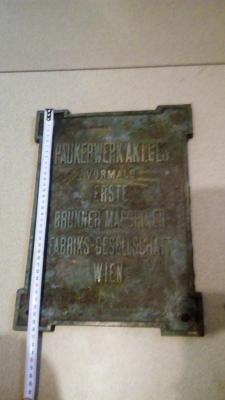 PAUKERWERK AKT.GES
VORMALS
ERSTE
BRUNNER MASCHINEN
FABRIKS-GESELLSCHAFT
WIEN